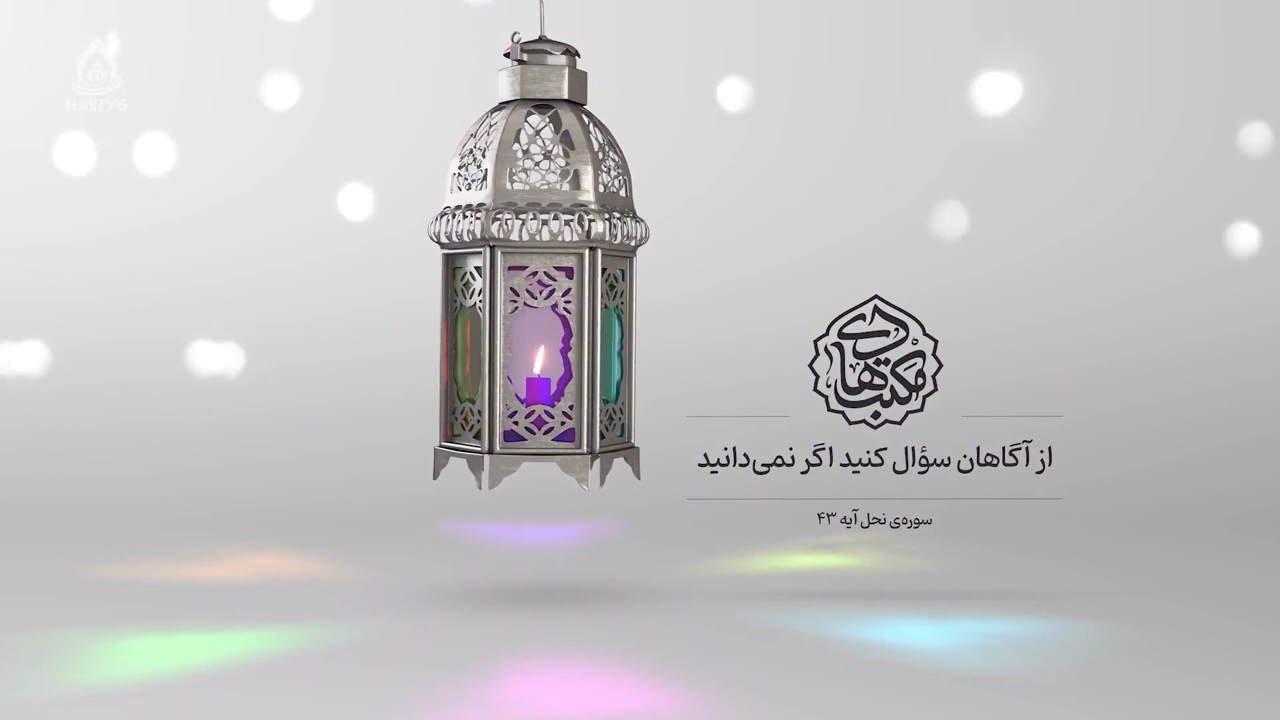 HadiTV6
مکتب هادی
از آگاهان سؤال کنید اگر نمی‌دانید
سوره‌ی نحل آیه ۴۳